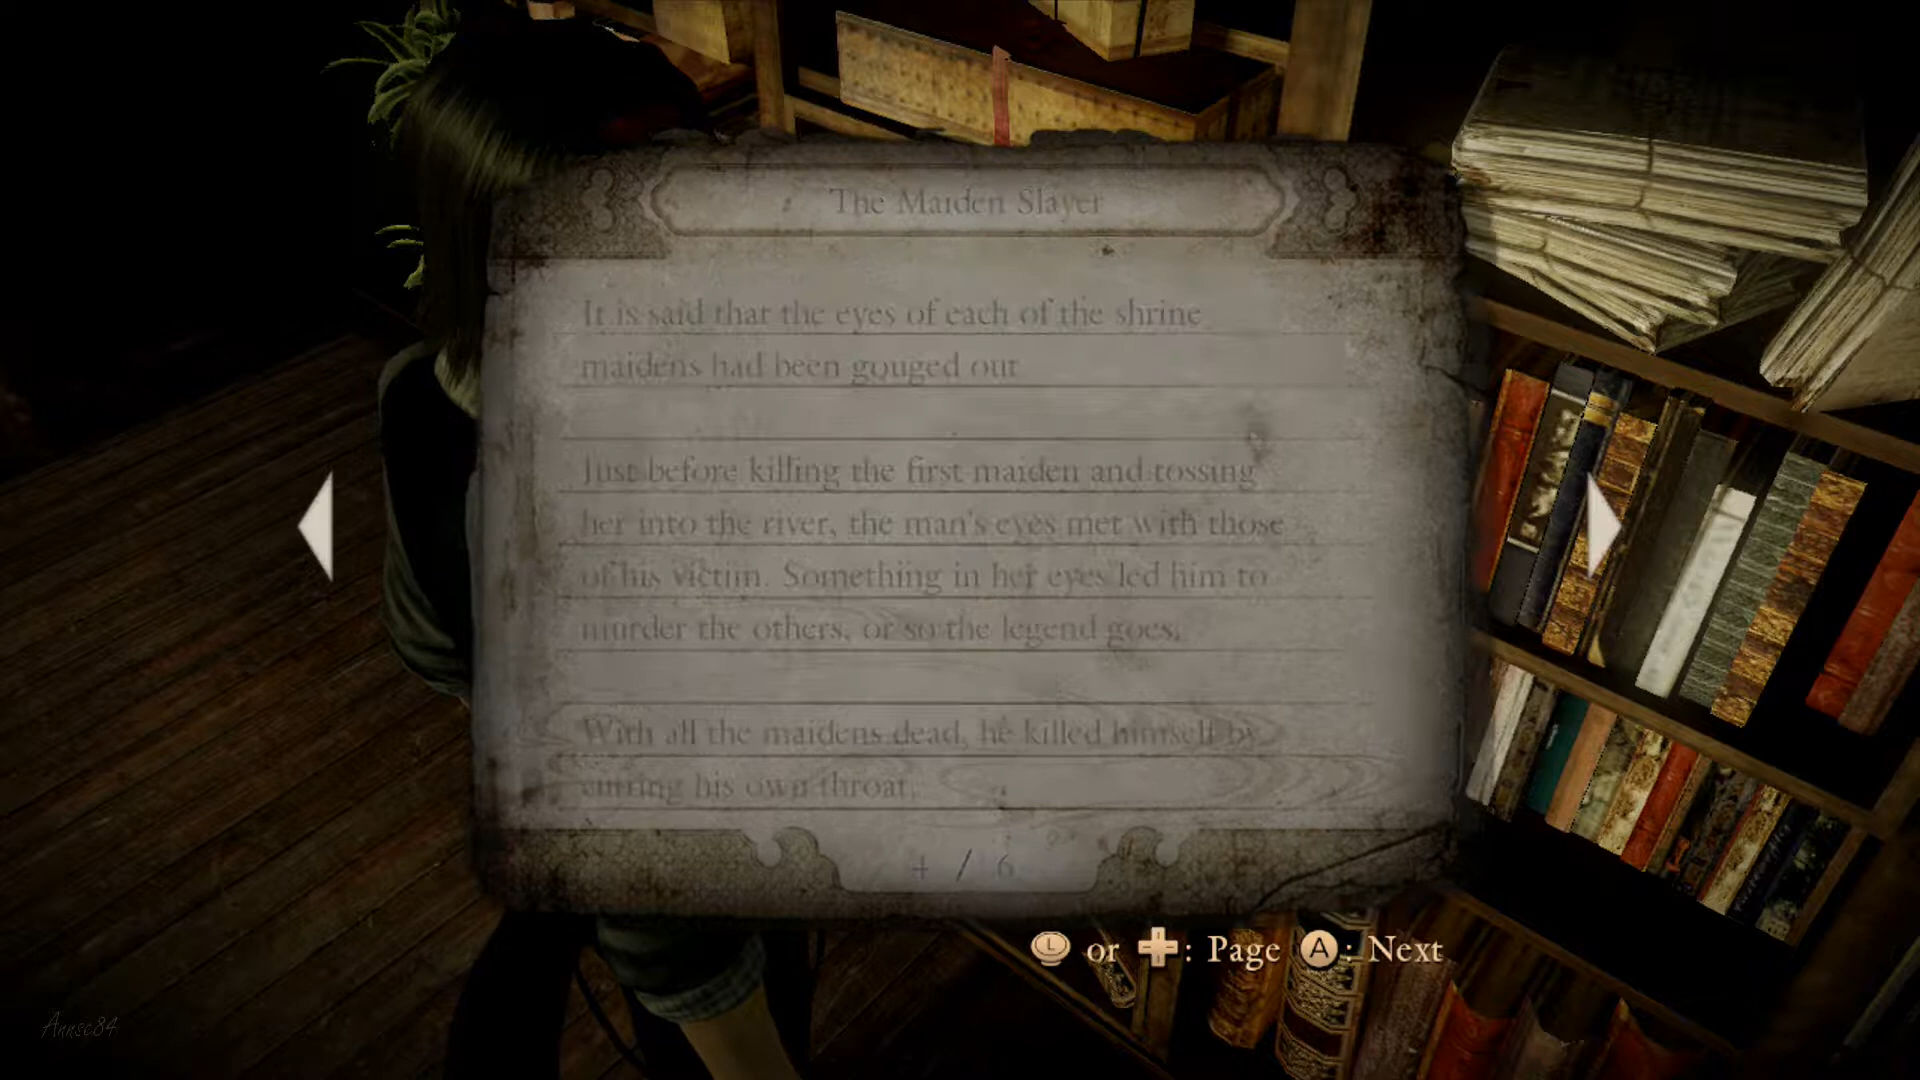 The Maiden Slayer
It is said that the eyes of each of the shrine
maidens had been gouged out
Just before killing the first maiden and tossing
her into the river, the man's eyes met with those
of his victim. Something in her eyes led him to
murder the others, or so the legend goes.
With all the maidens dead, he killed himself by
cutting his own throat.
4 / 6
L or : Page A : Next
Annsc84